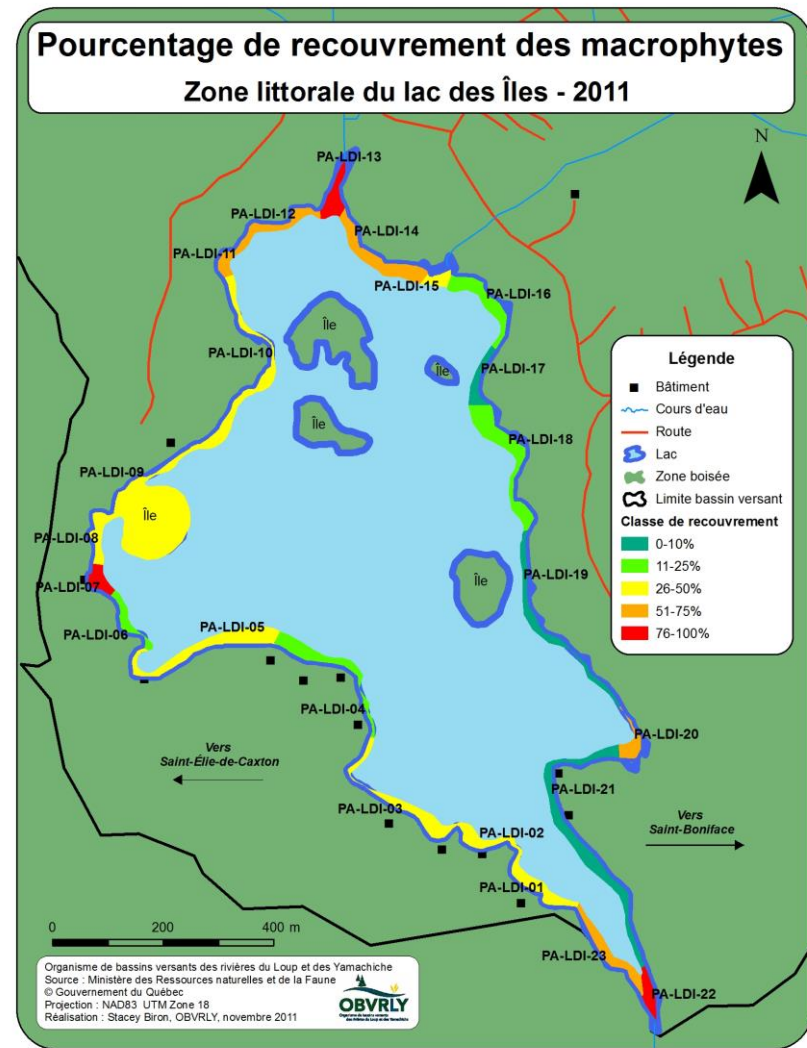 Pourcentage de recouvrement des macrophytes
Zone littorale du lac des Îles - 2011
N
PA-LDI-13
PA-LDI-12
PA-LDI-14
PA-LDI-11
PA-LDI-15
PA-LDI-16
Île
PA-LDI-10
Île
PA-LDI-17
Île
PA-LDI-18
PA-LDI-09
Île
PA-LDI-08
PA-LDI-19
Île
PA-LDI-07
PA-LDI-06
PA-LDI-05
PA-LDI-04
PA-LDI-20
Vers
Saint-Élie-de-Caxton
PA-LDI-21
PA-LDI-03
PA-LDI-02
Vers
Saint-Boniface
PA-LDI-01
PA-LDI-23
PA-LDI-22
Légende
Bâtiment
Cours d'eau
Route
Lac
Zone boisée
Limite bassin versant
Classe de recouvrement
0-10%
11-25%
26-50%
51-75%
76-100%
0 200 400 m
Organisme de bassins versants des rivières du Loup et des Yamachiche
Source : Ministère des Ressources naturelles et de la Faune
© Gouvernement du Québec
Projection : NAD83 UTM Zone 18
Réalisation : Stacey Biron, OBVRLY, novembre 2011
OBVRLY